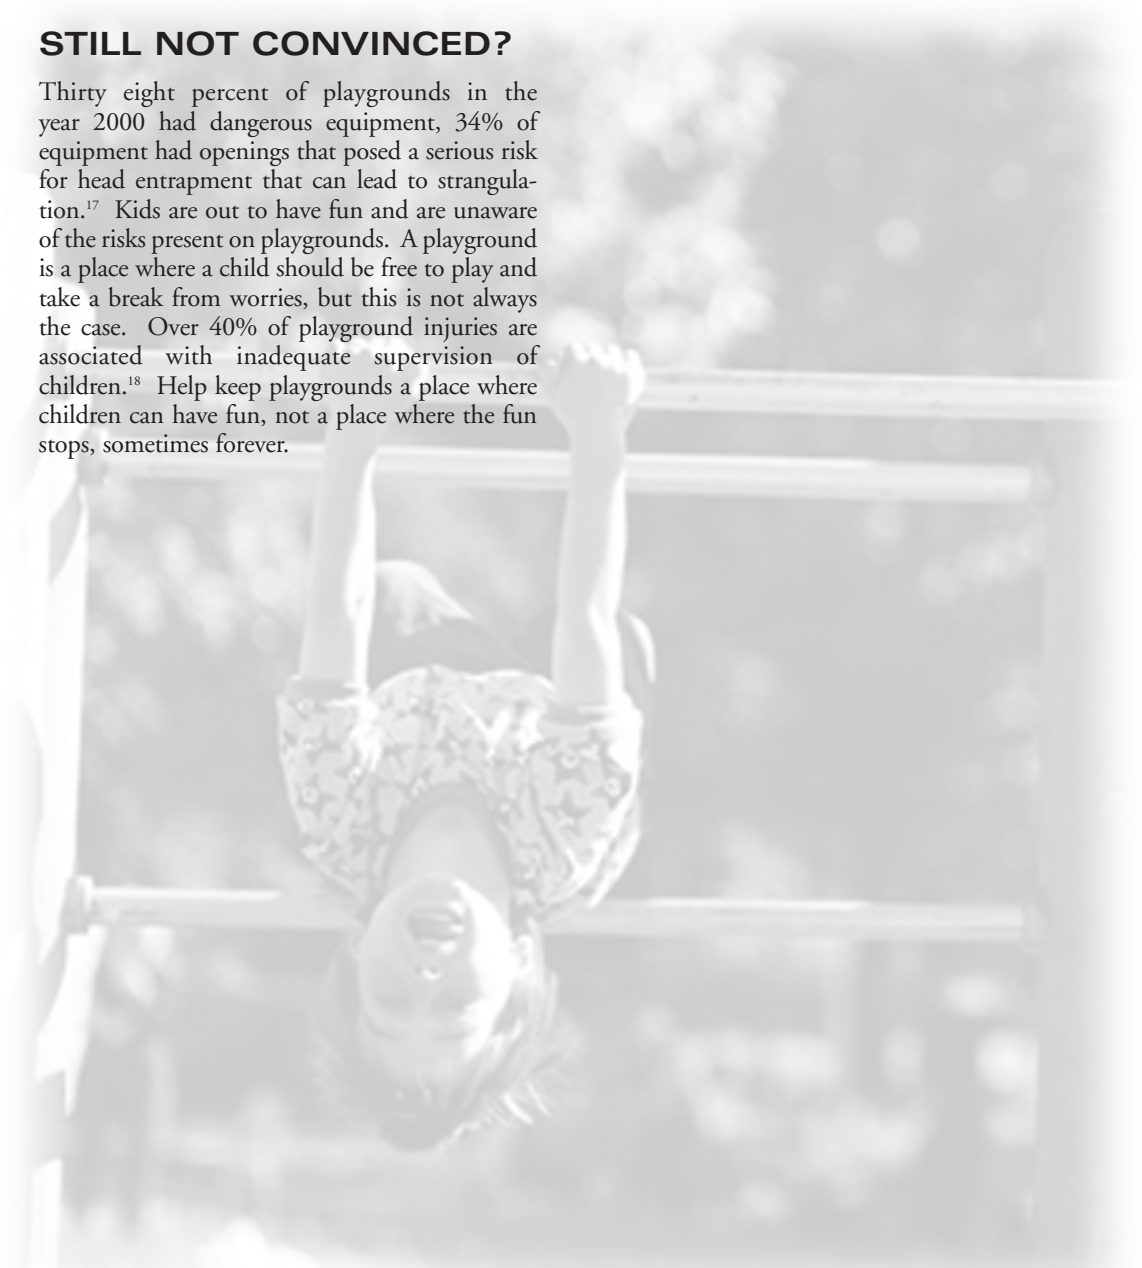 STILL NOT CONVINCED?
Thirty eight percent of playgrounds in the
year 2000 had dangerous equipment, 34% of
equipment had openings that posed a serious risk
for head entrapment that can lead to strangula-
tion.17 Kids are out to have fun and are unaware
of the risks present on playgrounds. A playground
is a place where a child should be free to play and
take a break from worries, but this is not always
the case. Over 40% of playground injuries are
associated with inadequate supervision of
children.18 Help keep playgrounds a place where
children can have fun, not a place where the fun
stops, sometimes forever.